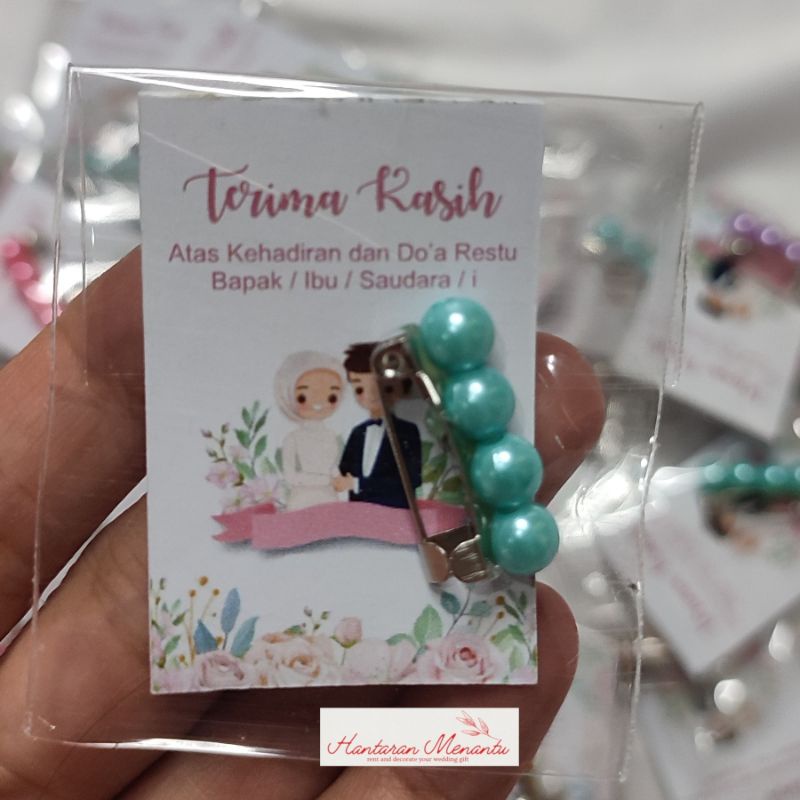 Terima Kasih
Atas Kehadiran dan Do'a Restu
Bapak / Ibu / Saudara / i
Hantaran Menantu
rent and decorate your wedding gift